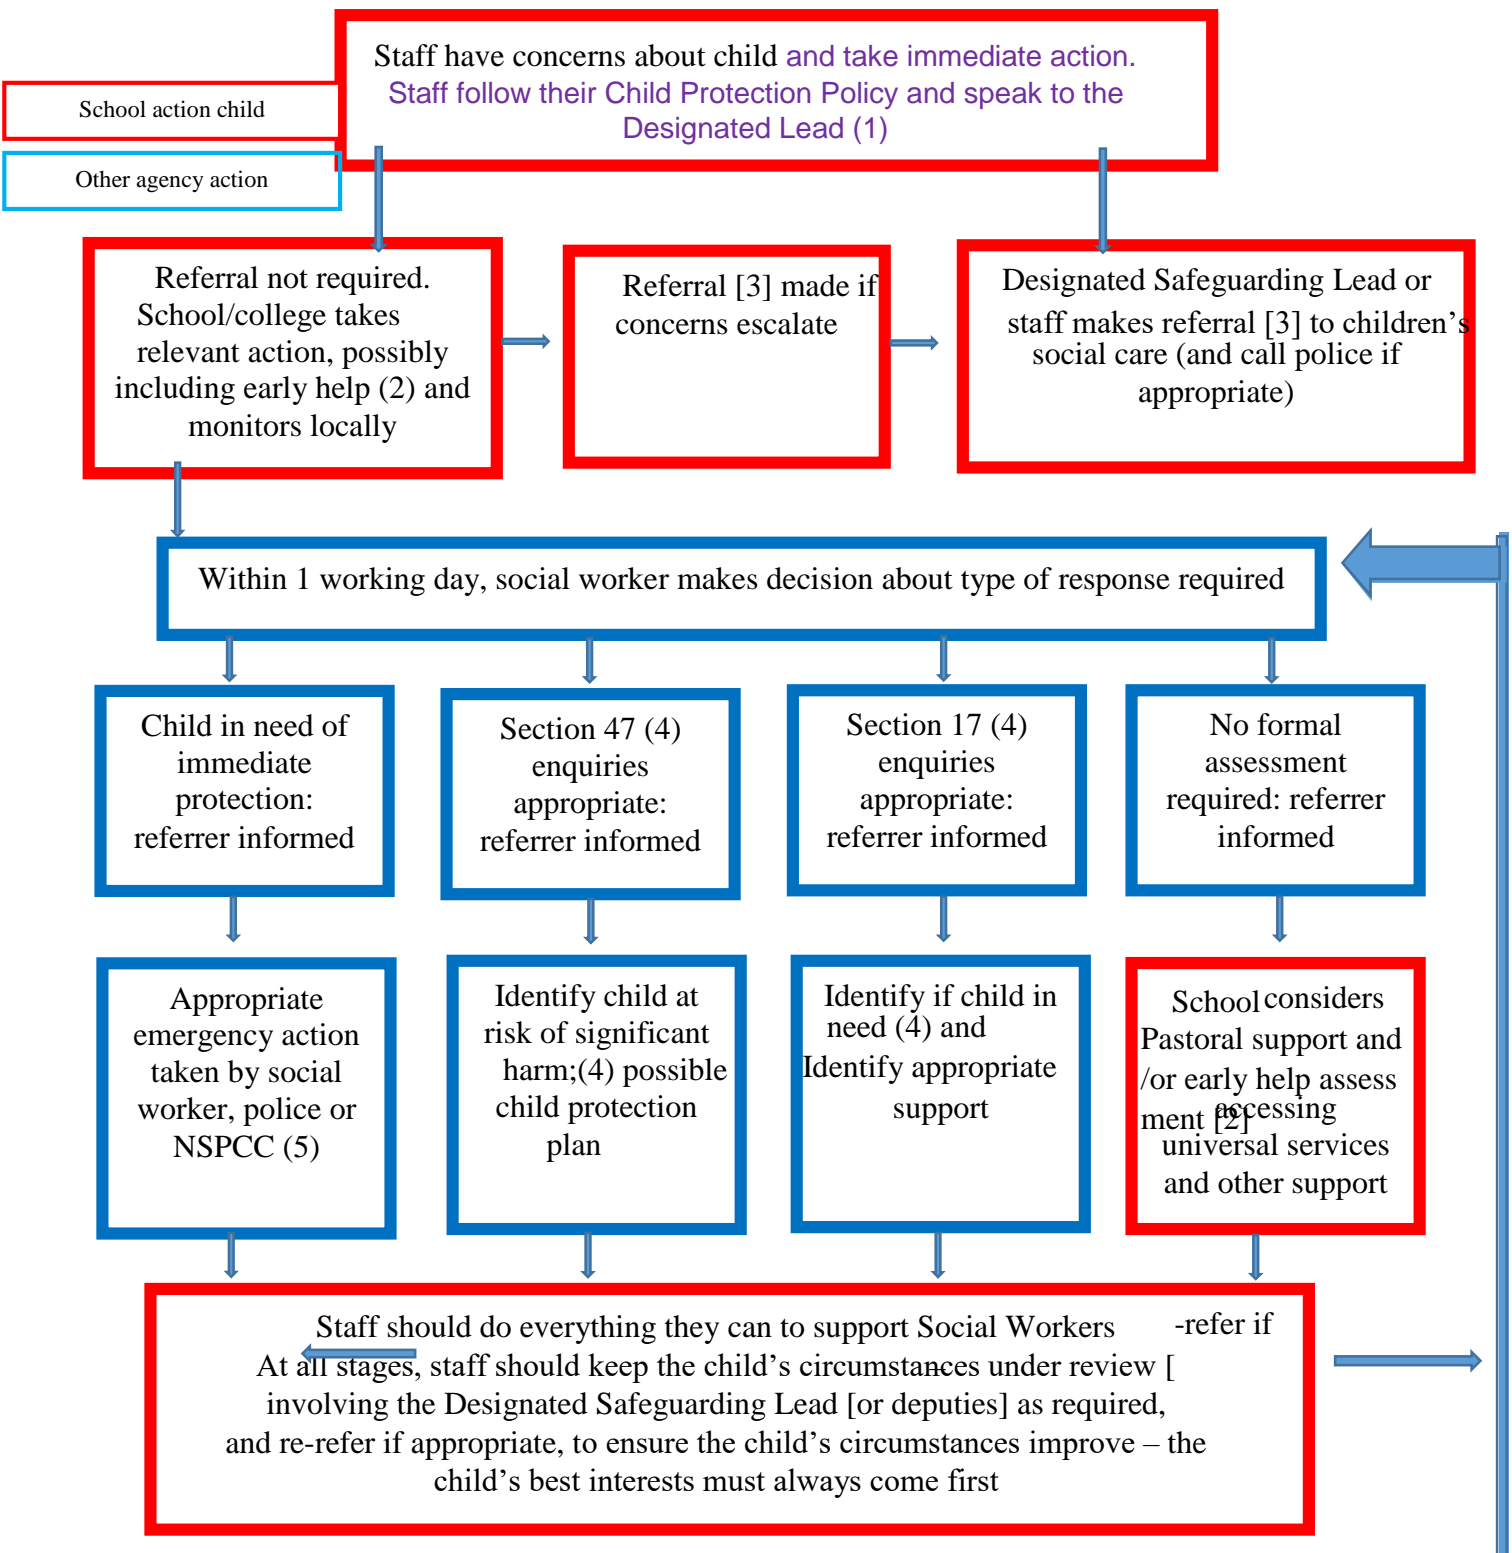 Staff have concerns about child and take immediate action.
Staff follow their Child Protection Policy and speak to the
Designated Lead (1)
School action child
Other agency action
Referral not required.
School/college takes
relevant action, possibly
including early help (2) and
monitors locally
Referral [3] made if
concerns escalate
Designated Safeguarding Lead or
staff makes referral [3] to children’s
social care (and call police if
appropriate)
Within 1 working day, social worker makes decision about type of response required
Child in need of
immediate
protection:
referrer informed
Section 47 (4)
enquiries
appropriate:
referrer informed
Section 17 (4)
enquiries
appropriate:
referrer informed
No formal
assessment
required: referrer
informed
Appropriate
emergency action
taken by social
worker, police or
NSPCC (5)
Identify child at
risk of significant
harm;(4) possible
child protection
plan
Identify if child in
need (4) and
Identify appropriate
support
School considers
Pastoral support and
/or early help assess
ment [2]
accessing
universal services
and other support
Staff should do everything they can to support Social Workers
-refer if
At all stages, staff should keep the child’s circumstances under review [
involving the Designated Safeguarding Lead [or deputies] as required,
and re-refer if appropriate, to ensure the child’s circumstances improve – the
child’s best interests must always come first